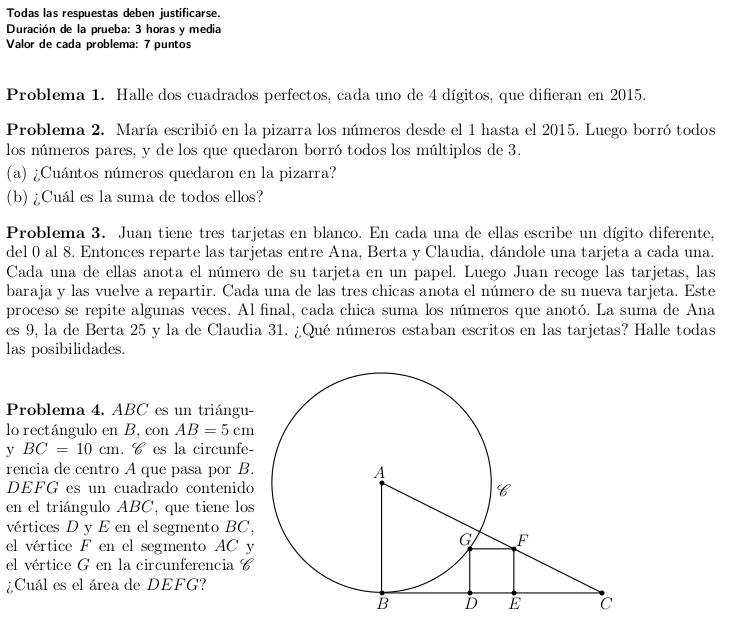 Todas las respuestas deben justificarse.
Duración de la prueba: 3 horas y media
Valor de cada problema: 7 puntos
Problema 1. Halle dos cuadrados perfectos, cada uno de 4 dígitos, que difieran en 2015.
Problema 2. María escribió en la pizarra los números desde el 1 hasta el 2015. Luego borró todos
los números pares, y de los que quedaron borró todos los múltiplos de 3.
(a) ¿Cuántos números quedaron en la pizarra?
(b) ¿Cuál es la suma de todos ellos?
Problema 3. Juan tiene tres tarjetas en blanco. En cada una de ellas escribe un dígito diferente,
del 0 al 8. Entonces reparte las tarjetas entre Ana, Berta y Claudia, dándole una tarjeta a cada una.
Cada una de ellas anota el número de su tarjeta en un papel. Luego Juan recoge las tarjetas, las
baraja y las vuelve a repartir. Cada una de las tres chicas anota el número de su nueva tarjeta. Este
proceso se repite algunas veces. Al final, cada chica suma los números que anotó. La suma de Ana
es 9, la de Berta 25 y la de Claudia 31. ¿Qué números estaban escritos en las tarjetas? Halle todas
las posibilidades.
Problema 4. ABC es un triángu-
lo rectángulo en B, con AB = 5 cm
y BC = 10 cm. 𝒞 es la circunfe-
rencia de centro A que pasa por B.
DEFG es un cuadrado contenido
en el triángulo ABC, que tiene los
vértices D y E en el segmento BC,
el vértice F en el segmento AC y
el vértice G en la circunferencia 𝒞
¿Cuál es el área de DEFG?
A
𝒞
G
F
B
D
E
C